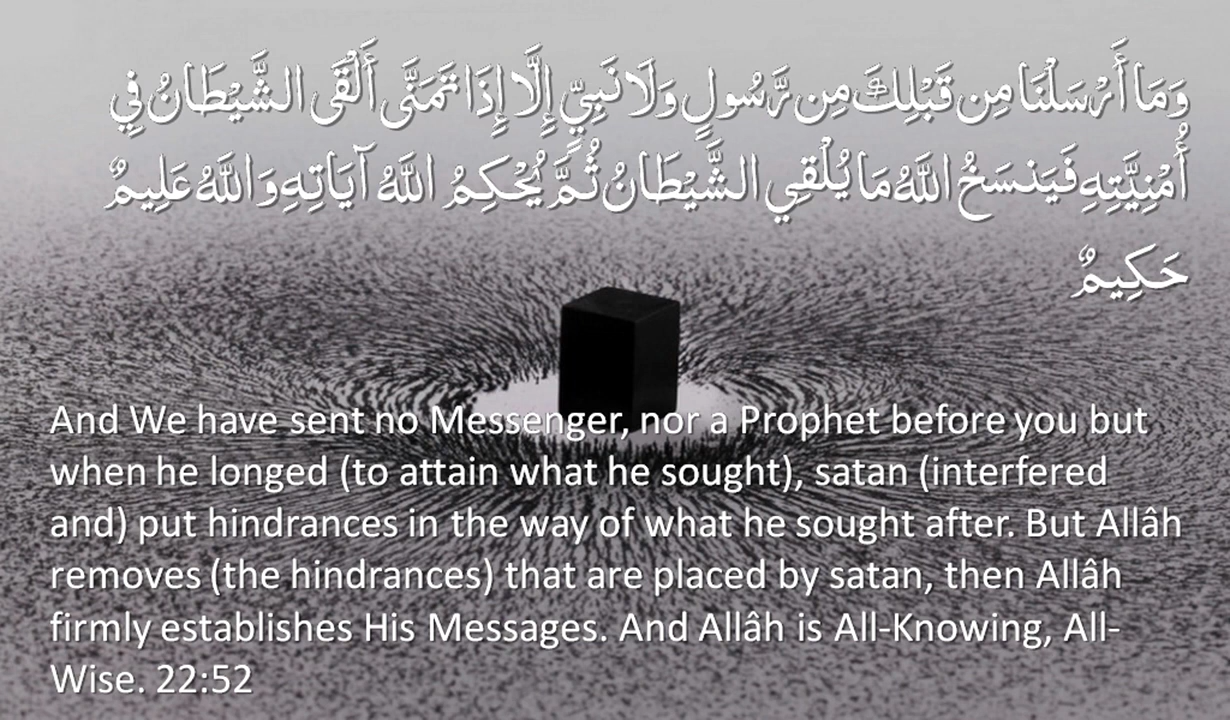 وَمَا أَرْسَلْنَا مِن قَبْلِكَ مِن رَّسُولٍ وَلَا نَبِيٍّ إِلَّا إِذَا تَمَنَّى أَلْقَى الشَّيْطَانُ فِي
أُمْنِيَّتِهِ فَيَنسَخُ اللَّهُ مَا يُلْقِي الشَّيْطَانُ ثُمَّ يُحْكِمُ اللَّهُ آيَاتِهِ وَاللَّهُ عَلِيمٌ
حَكِيمٌ
And We have sent no Messenger, nor a Prophet before you but
when he longed (to attain what he sought), satan (interfered
and) put hindrances in the way of what he sought after. But Allâh
removes (the hindrances) that are placed by satan, then Allâh
firmly establishes His Messages. And Allâh is All-Knowing, All-
Wise. 22:52